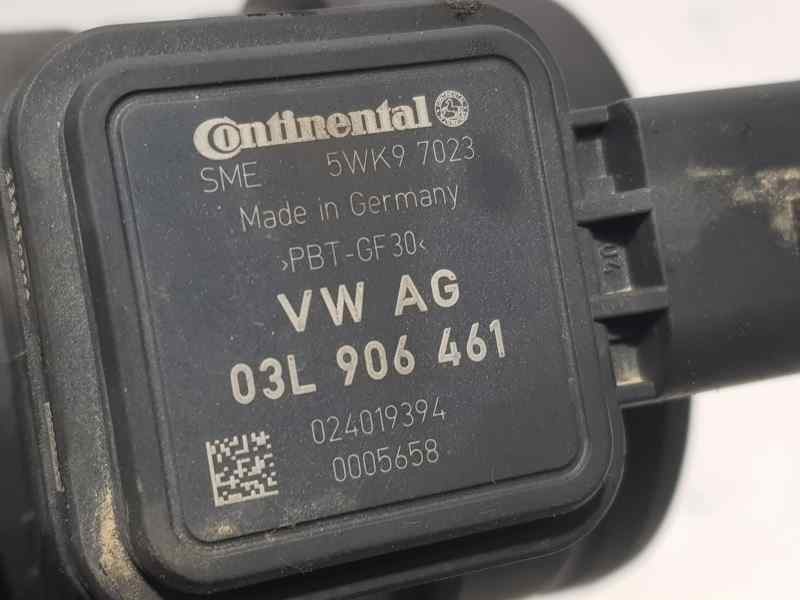 Continental
SME 5WK9 7023
Made in Germany
>PBT-GF30<
VW AG
03L 906 461
024019394
0005658